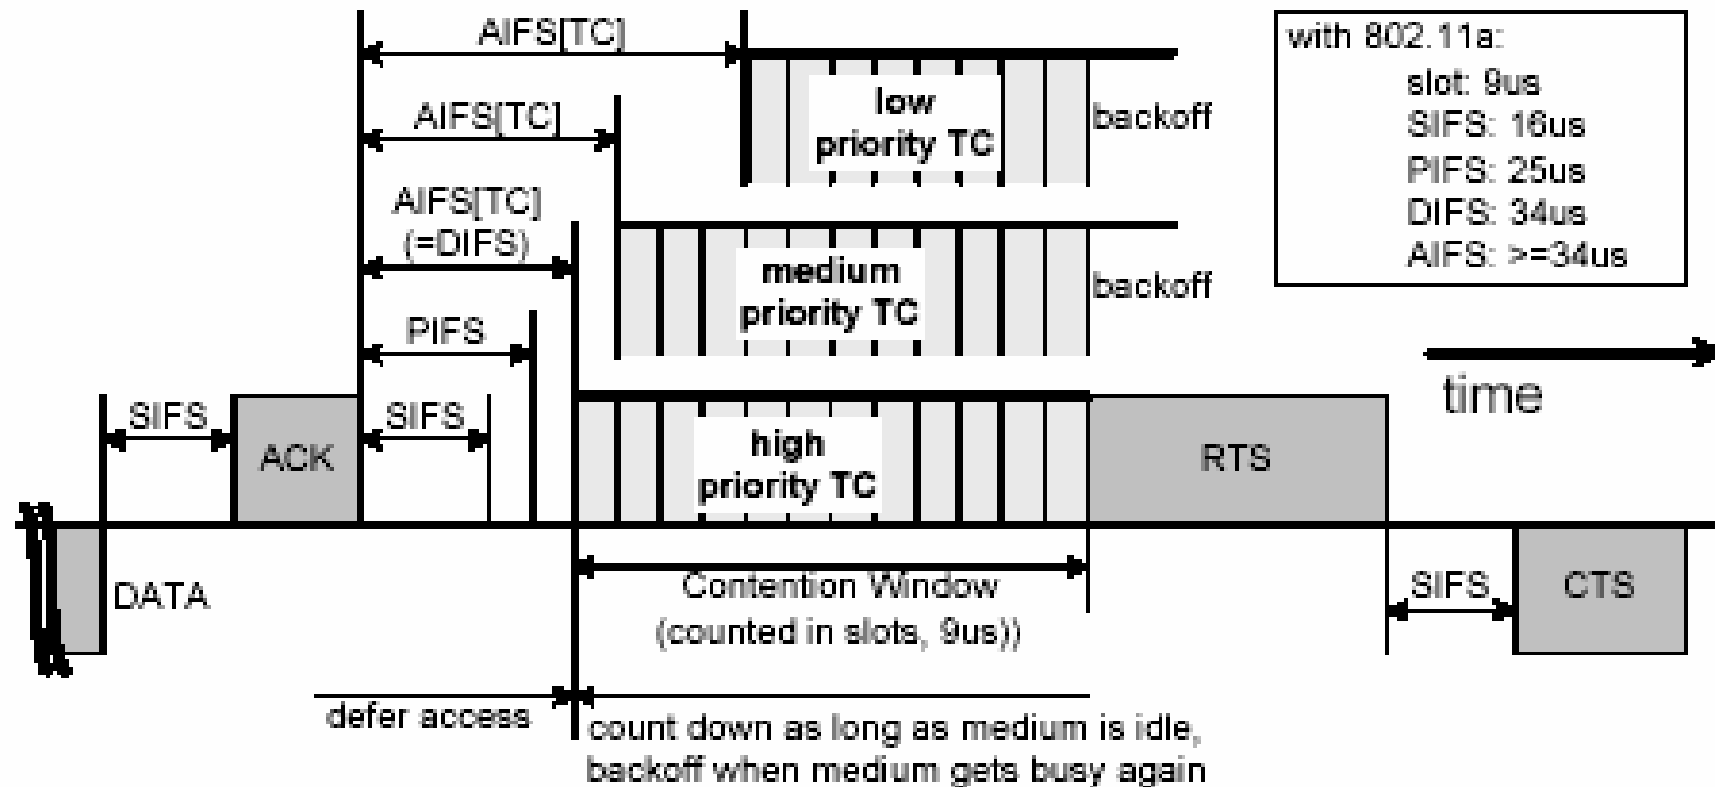 AIFS[TC]
with 802.11a:
slot: 9us
SIFS: 16us
PIFS: 25us
DIFS: 34us
AIFS: >=34us
low
priority TC
backoff
AIFS[TC]
AIFS[TC]
(=DIFS)
medium
priority TC
backoff
PIFS
time
SIFS
ACK
SIFS
high
priority TC
RTS
DATA
Contention Window
(counted in slots, 9us))
SIFS
CTS
defer access
count down as long as medium is idle,
backoff when medium gets busy again